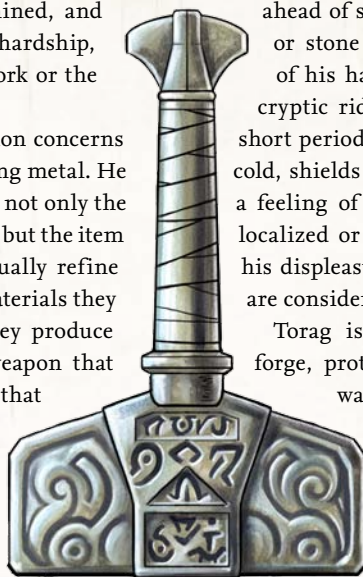 ined, and
hardship,
ork or the
on concerns
ng metal. He
not only the
but the item
ually refine
terials they
ey produce
eapon that
that
ahead of s
or stone
of his ha
cryptic rid
short period
cold, shields
a feeling of
localized or
his displeas
are consider
Torag is
forge, prot
wa